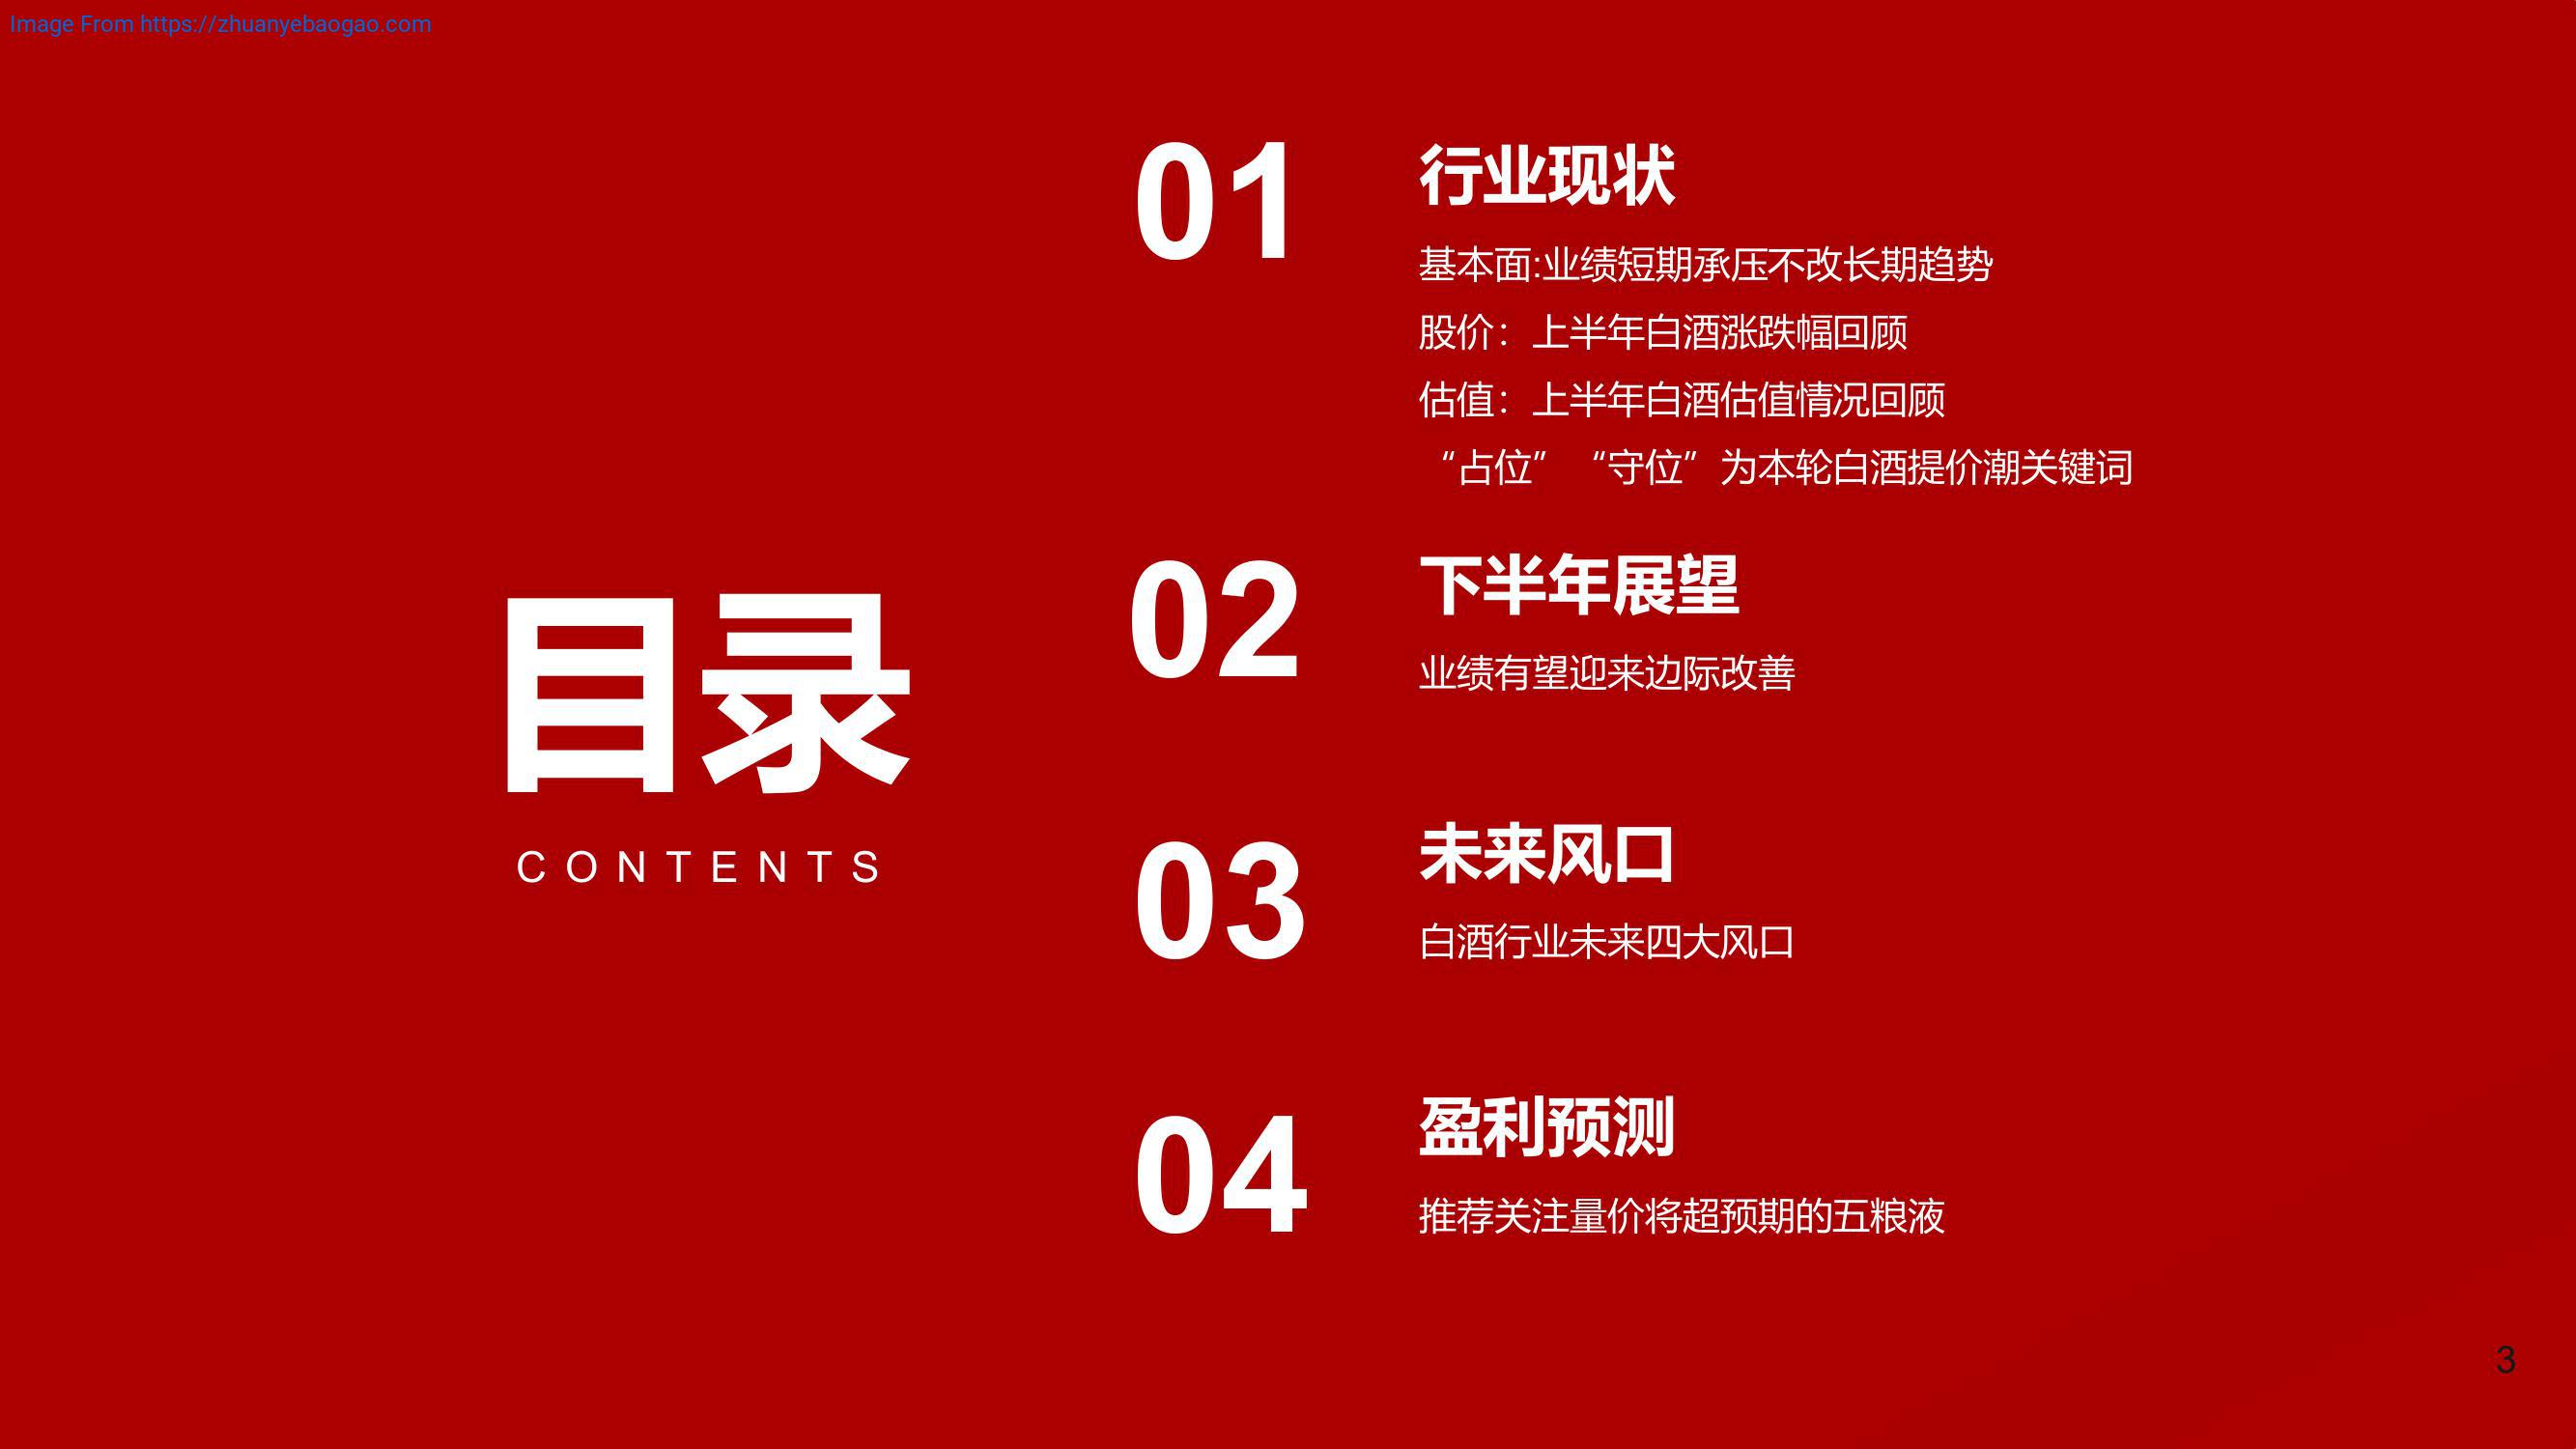 Image From https://zhuanyebaogao.com
目录
CONTENTS
01
行业现状
基本面:业绩短期承压不改长期趋势
股价：上半年白酒涨跌幅回顾
估值：上半年白酒估值情况回顾
“占位”“守位”为本轮白酒提价潮关键词
02
下半年展望
业绩有望迎来边际改善
03
未来风口
白酒行业未来四大风口
04
盈利预测
推荐关注量价将超预期的五粮液
3